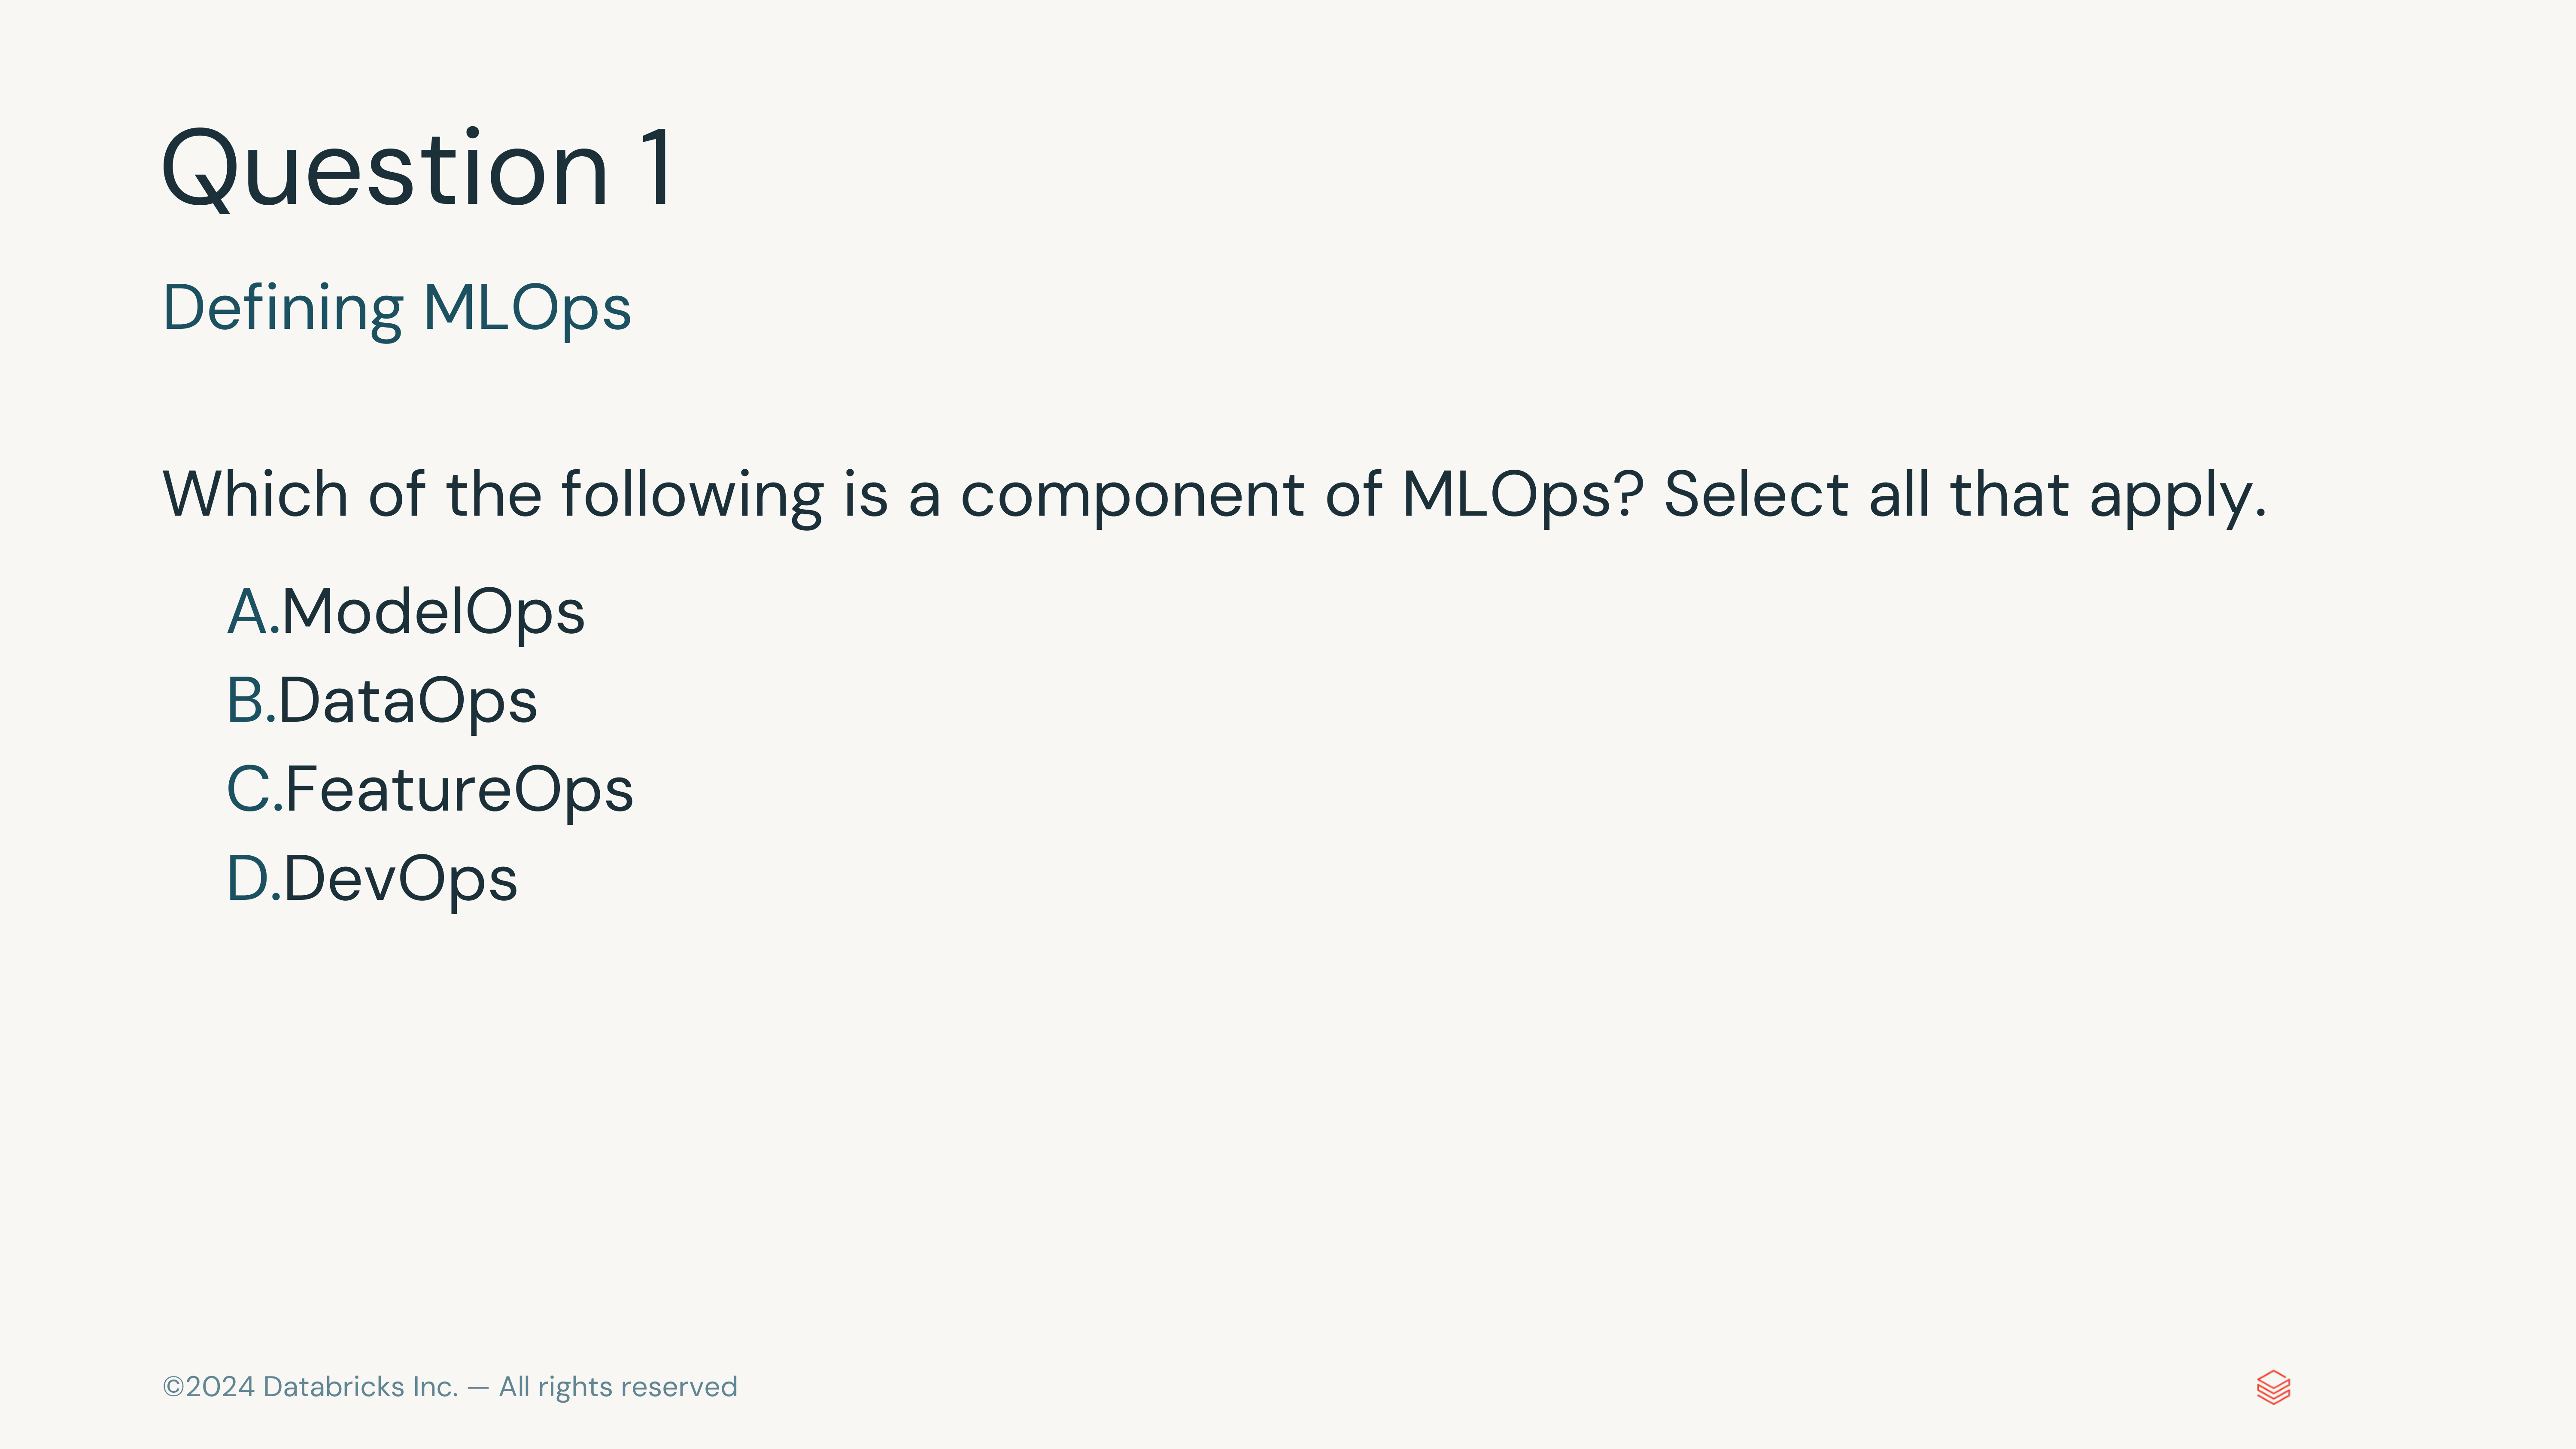 Question 1
Defining MLOps
Which of the following is a component of MLOps? Select all that apply.
A.ModelOps
B.DataOps
C.FeatureOps
D.DevOps
©2024 Databricks Inc. — All rights reserved